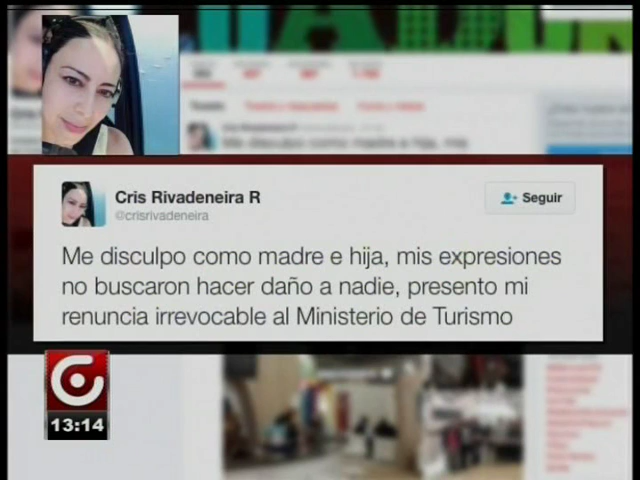 Cris Rivadeneira R
@crisrivadeneira
Seguir
Me disculpo como madre e hija, mis expresiones
no buscaron hacer daño a nadie, presento mi
renuncia irrevocable al Ministerio de Turismo
13:14